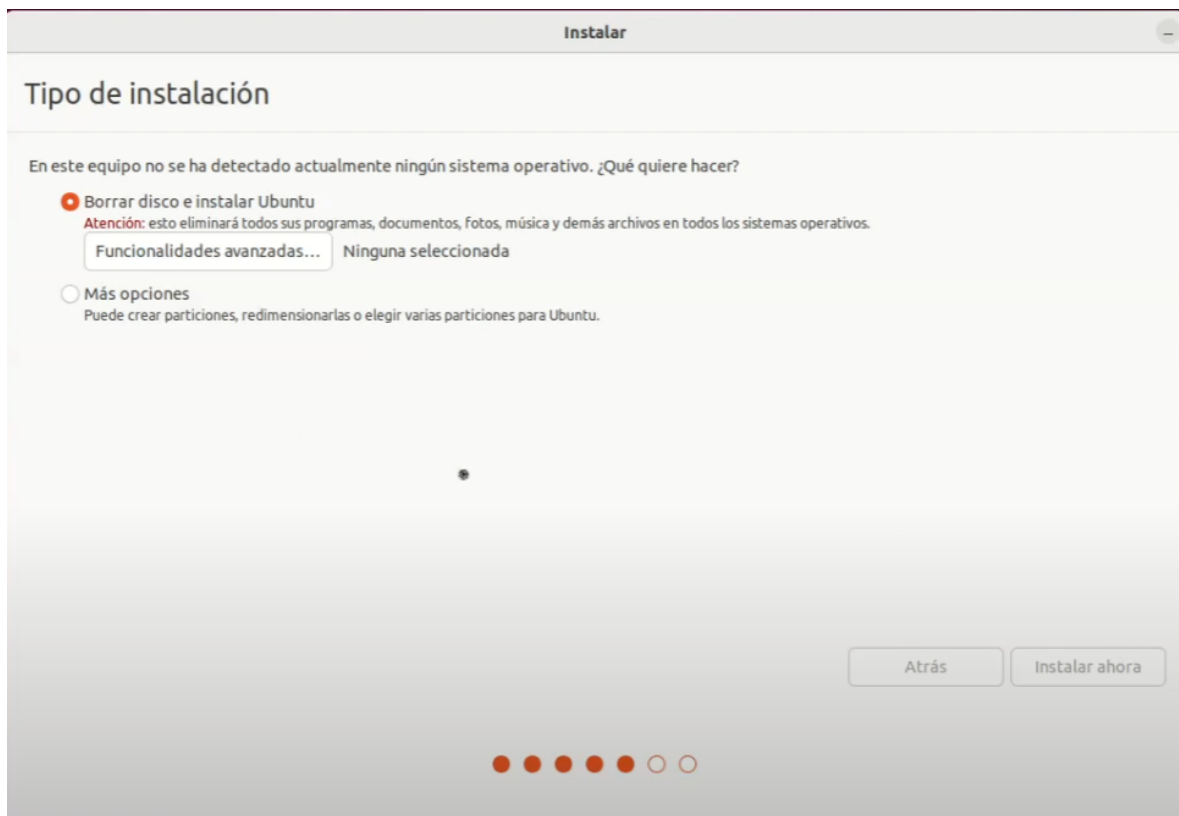 Instalar
Tipo de instalación
En este equipo no se ha detectado actualmente ningún sistema operativo. ¿Qué quiere hacer?
Borrar disco e instalar Ubuntu
Atención: esto eliminará todos sus programas, documentos, fotos, música y demás archivos en todos los sistemas operativos.
Funcionalidades avanzadas... Ninguna seleccionada
Más opciones
Puede crear particiones, redimensionarlas o elegir varias particiones para Ubuntu.
Atrás Instalar ahora